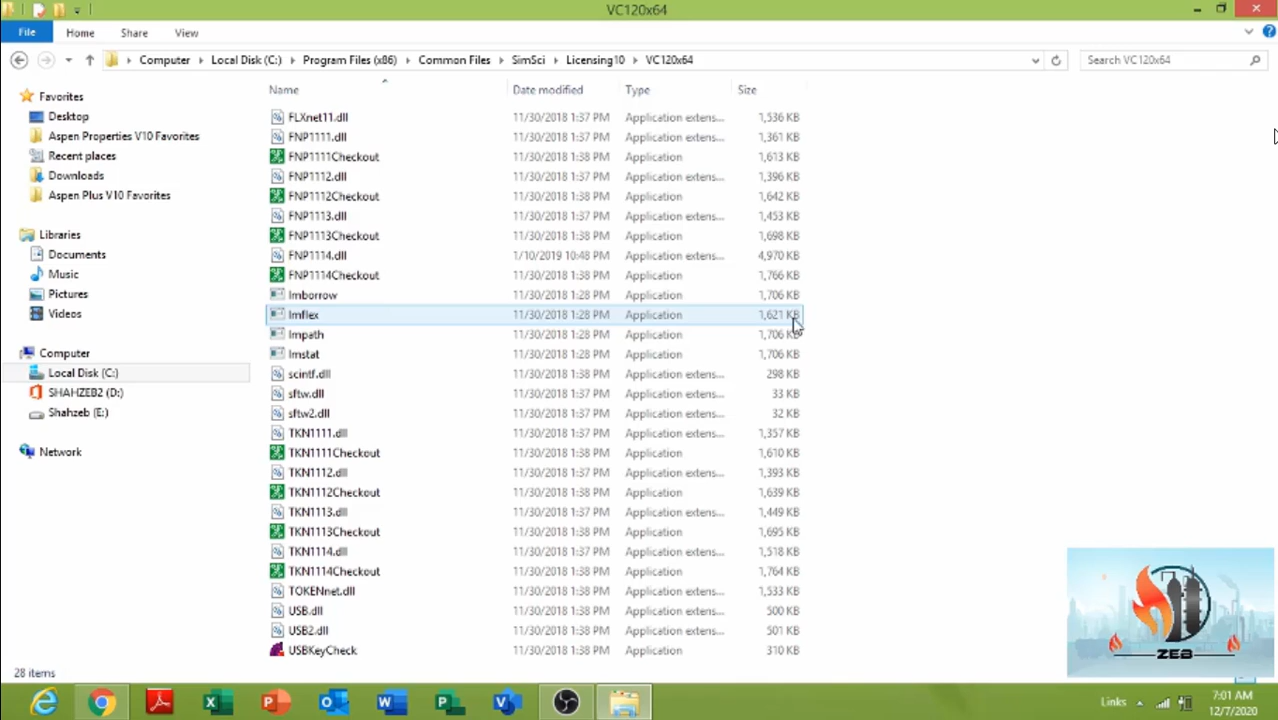 VC120x64
File Home Share View
Computer Local Disk (C:) Program Files (x86) Common Files SimSci Licensing10 VC120x64 Search VC120x64
Name Date modified Type Size
Favorites
Desktop
Aspen Properties V10 Favorites
Recent places
Downloads
Aspen Plus V10 Favorites
Libraries
Documents
Music
Pictures
Videos
Computer
Local Disk (C:)
SHAHZEB2 (D:)
Shahzeb (E:)
Network
FLXnet11.dll 11/30/2018 1:37 PM Application extens... 1,536 KB
FNP1111.dll 11/30/2018 1:37 PM Application extens... 1,361 KB
FNP1111Checkout 11/30/2018 1:38 PM Application 1,613 KB
FNP1112.dll 11/30/2018 1:37 PM Application extens... 1,396 KB
FNP1112Checkout 11/30/2018 1:38 PM Application 1,642 KB
FNP1113.dll 11/30/2018 1:37 PM Application extens... 1,453 KB
FNP1113Checkout 11/30/2018 1:38 PM Application 1,698 KB
FNP1114.dll 1/10/2019 10:48 PM Application extens... 4,970 KB
FNP1114Checkout 11/30/2018 1:38 PM Application 1,766 KB
lmborrow 11/30/2018 1:28 PM Application 1,706 KB
lmflex 11/30/2018 1:28 PM Application 1,621 KB
lmpath 11/30/2018 1:28 PM Application 1,706 KB
lmstat 11/30/2018 1:28 PM Application 1,706 KB
scintf.dll 11/30/2018 1:37 PM Application extens... 298 KB
sftw.dll 11/30/2018 1:37 PM Application extens... 33 KB
sftw2.dll 11/30/2018 1:37 PM Application extens... 32 KB
TKN1111.dll 11/30/2018 1:37 PM Application extens... 1,357 KB
TKN1111Checkout 11/30/2018 1:38 PM Application 1,610 KB
TKN1112.dll 11/30/2018 1:37 PM Application extens... 1,393 KB
TKN1112Checkout 11/30/2018 1:38 PM Application 1,639 KB
TKN1113.dll 11/30/2018 1:37 PM Application extens... 1,449 KB
TKN1113Checkout 11/30/2018 1:38 PM Application 1,695 KB
TKN1114.dll 11/30/2018 1:37 PM Application extens... 1,518 KB
TKN1114Checkout 11/30/2018 1:38 PM Application 1,764 KB
TOKENnet.dll 11/30/2018 1:37 PM Application extens... 1,533 KB
USB.dll 11/30/2018 1:37 PM Application extens... 500 KB
USB2.dll 11/30/2018 1:37 PM Application extens... 501 KB
USBKeyCheck 11/30/2018 1:38 PM Application 310 KB
ZEB
28 items
Links 7:01 AM
12/7/2020